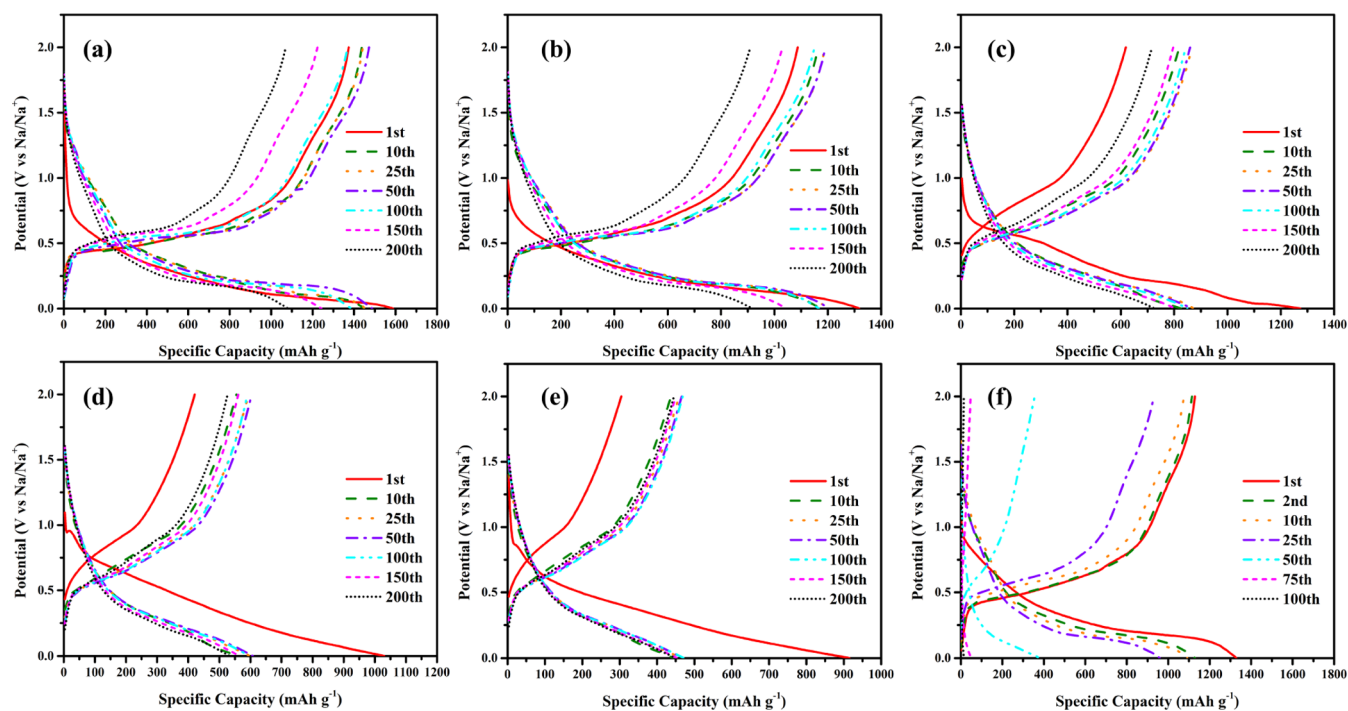 (a)
Potential (V vs Na/Na⁺)
2.0
1.5
1.0
0.5
0.0
1st
10th
25th
50th
100th
150th
200th
0 200 400 600 800 1000 1200 1400 1600 1800
Specific Capacity (mAh g⁻¹)
(b)
Potential (V vs Na/Na⁺)
2.0
1.5
1.0
0.5
0.0
1st
10th
25th
50th
100th
150th
200th
0 200 400 600 800 1000 1200 1400
Specific Capacity (mAh g⁻¹)
(c)
Potential (V vs Na/Na⁺)
2.0
1.5
1.0
0.5
0.0
1st
10th
25th
50th
100th
150th
200th
0 200 400 600 800 1000 1200 1400
Specific Capacity (mAh g⁻¹)
(d)
Potential (V vs Na/Na⁺)
2.0
1.5
1.0
0.5
0.0
1st
10th
25th
50th
100th
150th
200th
0 100 200 300 400 500 600 700 800 900 1000 1100 1200
Specific Capacity (mAh g⁻¹)
(e)
Potential (V vs Na/Na⁺)
2.0
1.5
1.0
0.5
0.0
1st
10th
25th
50th
100th
150th
200th
0 100 200 300 400 500 600 700 800 900 1000
Specific Capacity (mAh g⁻¹)
(f)
Potential (V vs Na/Na⁺)
2.0
1.5
1.0
0.5
0.0
1st
2nd
10th
25th
50th
75th
100th
0 200 400 600 800 1000 1200 1400 1600 1800
Specific Capacity (mAh g⁻¹)